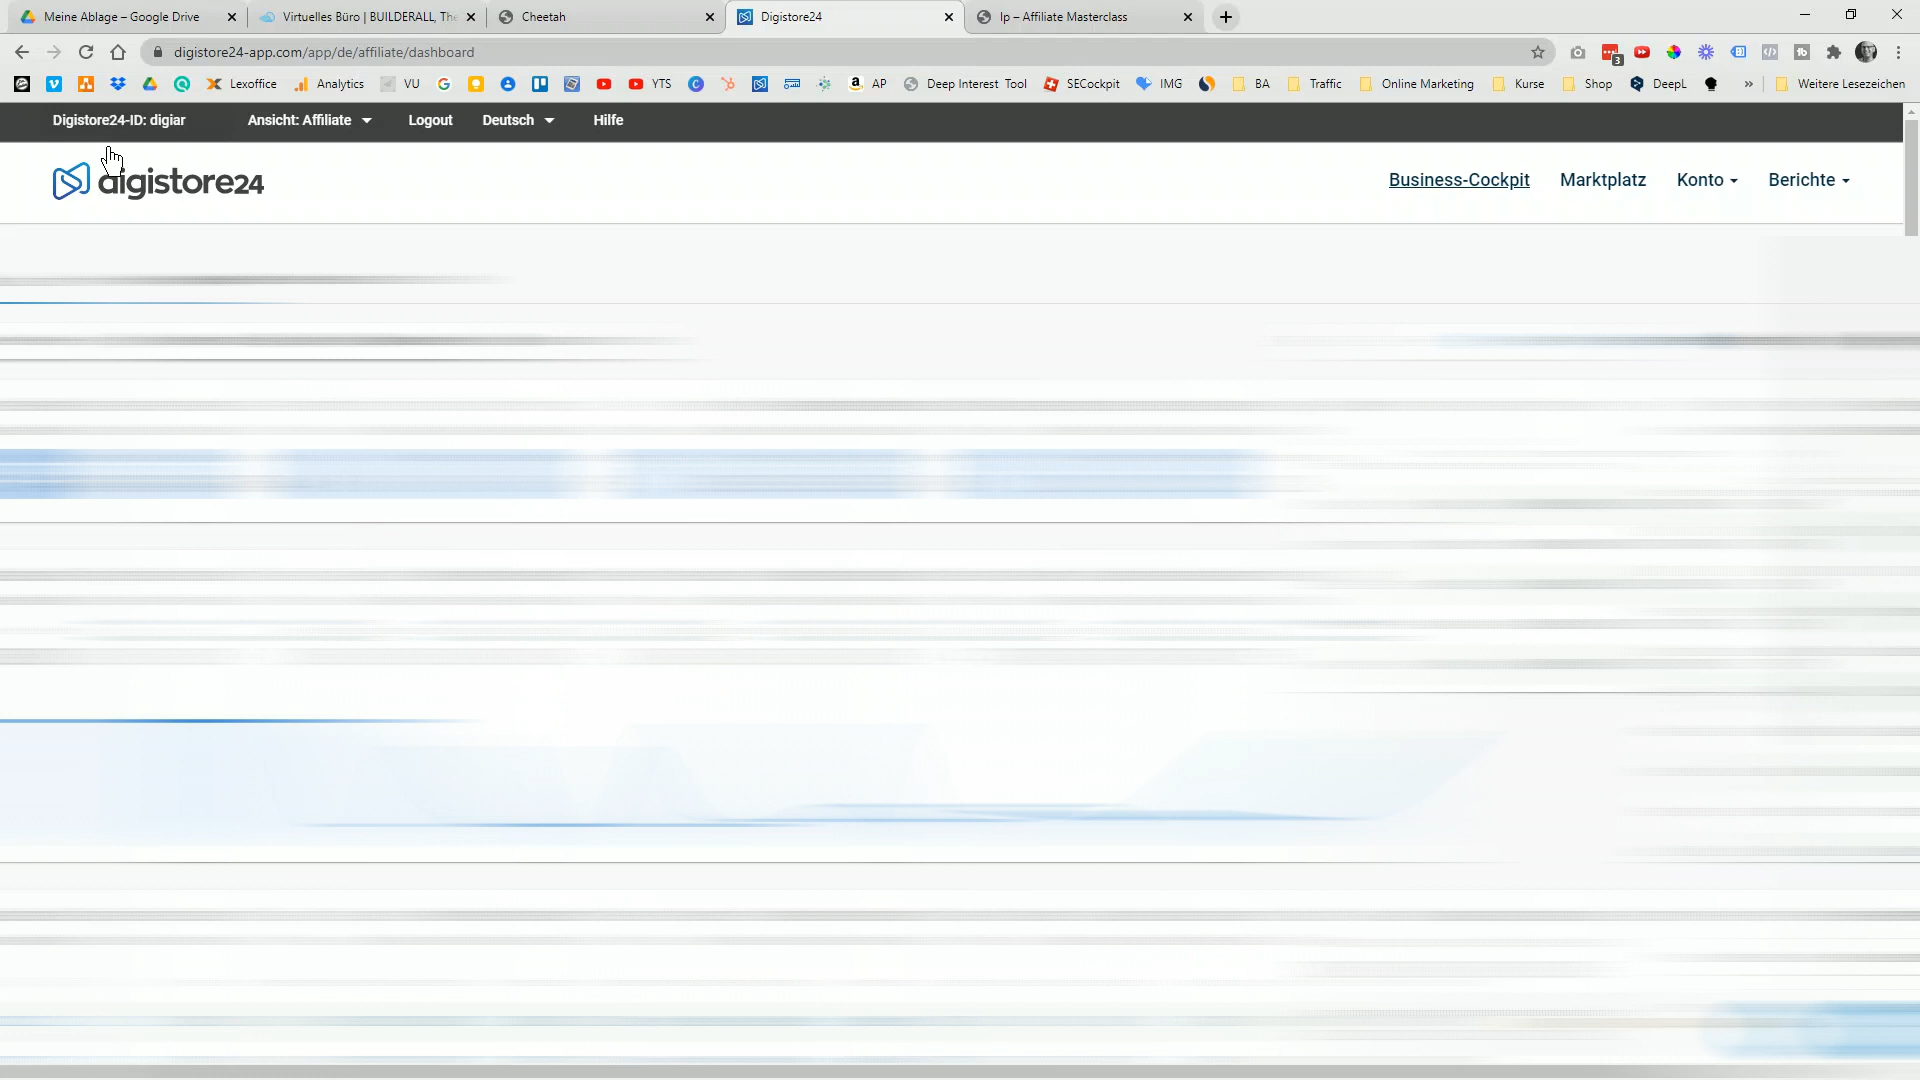 Meine Ablage – Google Drive
Virtuelles Büro | BUILDERALL, The
Cheetah
Digistore24
lp – Affiliate Masterclass
digistore24-app.com/app/de/affiliate/dashboard
3
Lexoffice
Analytics
VU
YTS
AP
Deep Interest Tool
SECockpit
IMG
BA
Traffic
Online Marketing
Kurse
Shop
DeepL
»
Weitere Lesezeichen
Digistore24-ID: digiar
Ansicht: Affiliate
Logout
Deutsch
Hilfe
digistore24
Business-Cockpit
Marktplatz
Konto
Berichte